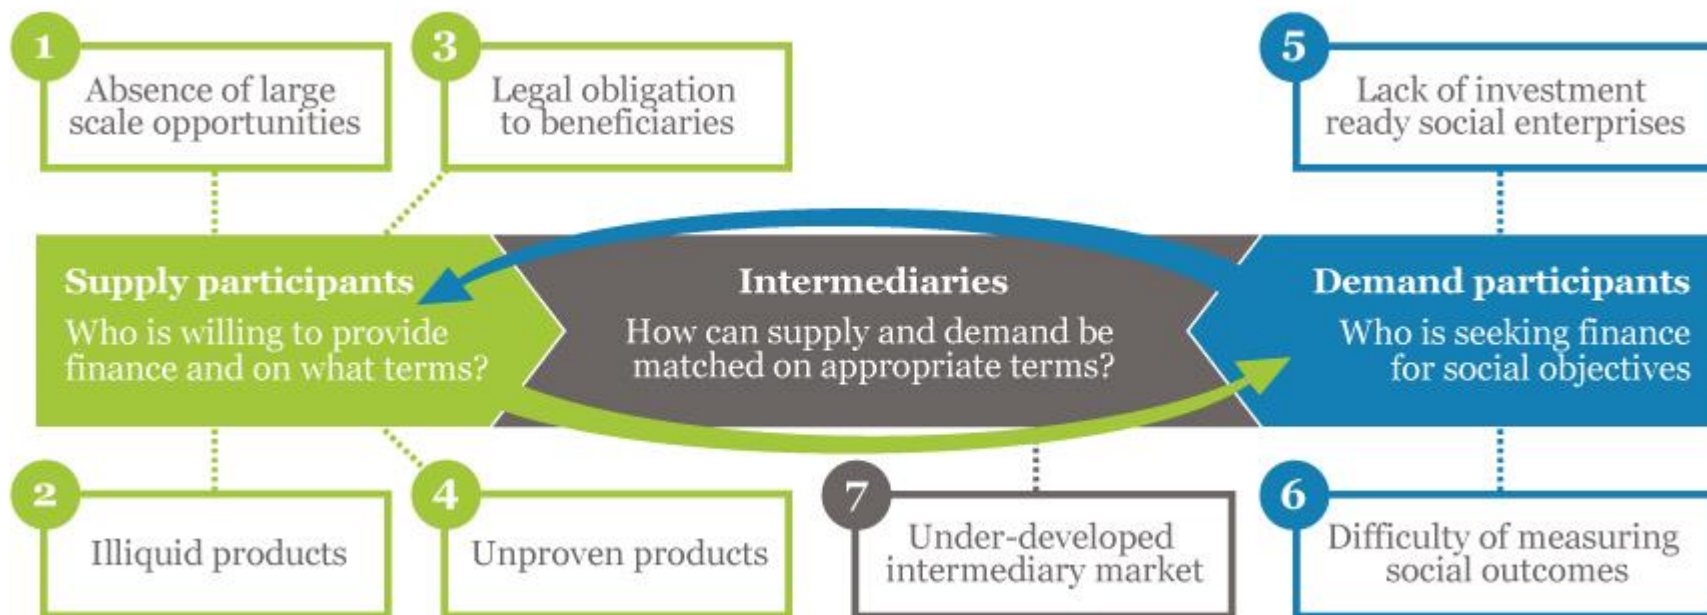 1
Absence of large
scale opportunities
3
Legal obligation
to beneficiaries
5
Lack of investment
ready social enterprises
Supply participants
Who is willing to provide
finance and on what terms?
Intermediaries
How can supply and demand be
matched on appropriate terms?
Demand participants
Who is seeking finance
for social objectives
2
Illiquid products
4
Unproven products
7
Under-developed
intermediary market
6
Difficulty of measuring
social outcomes